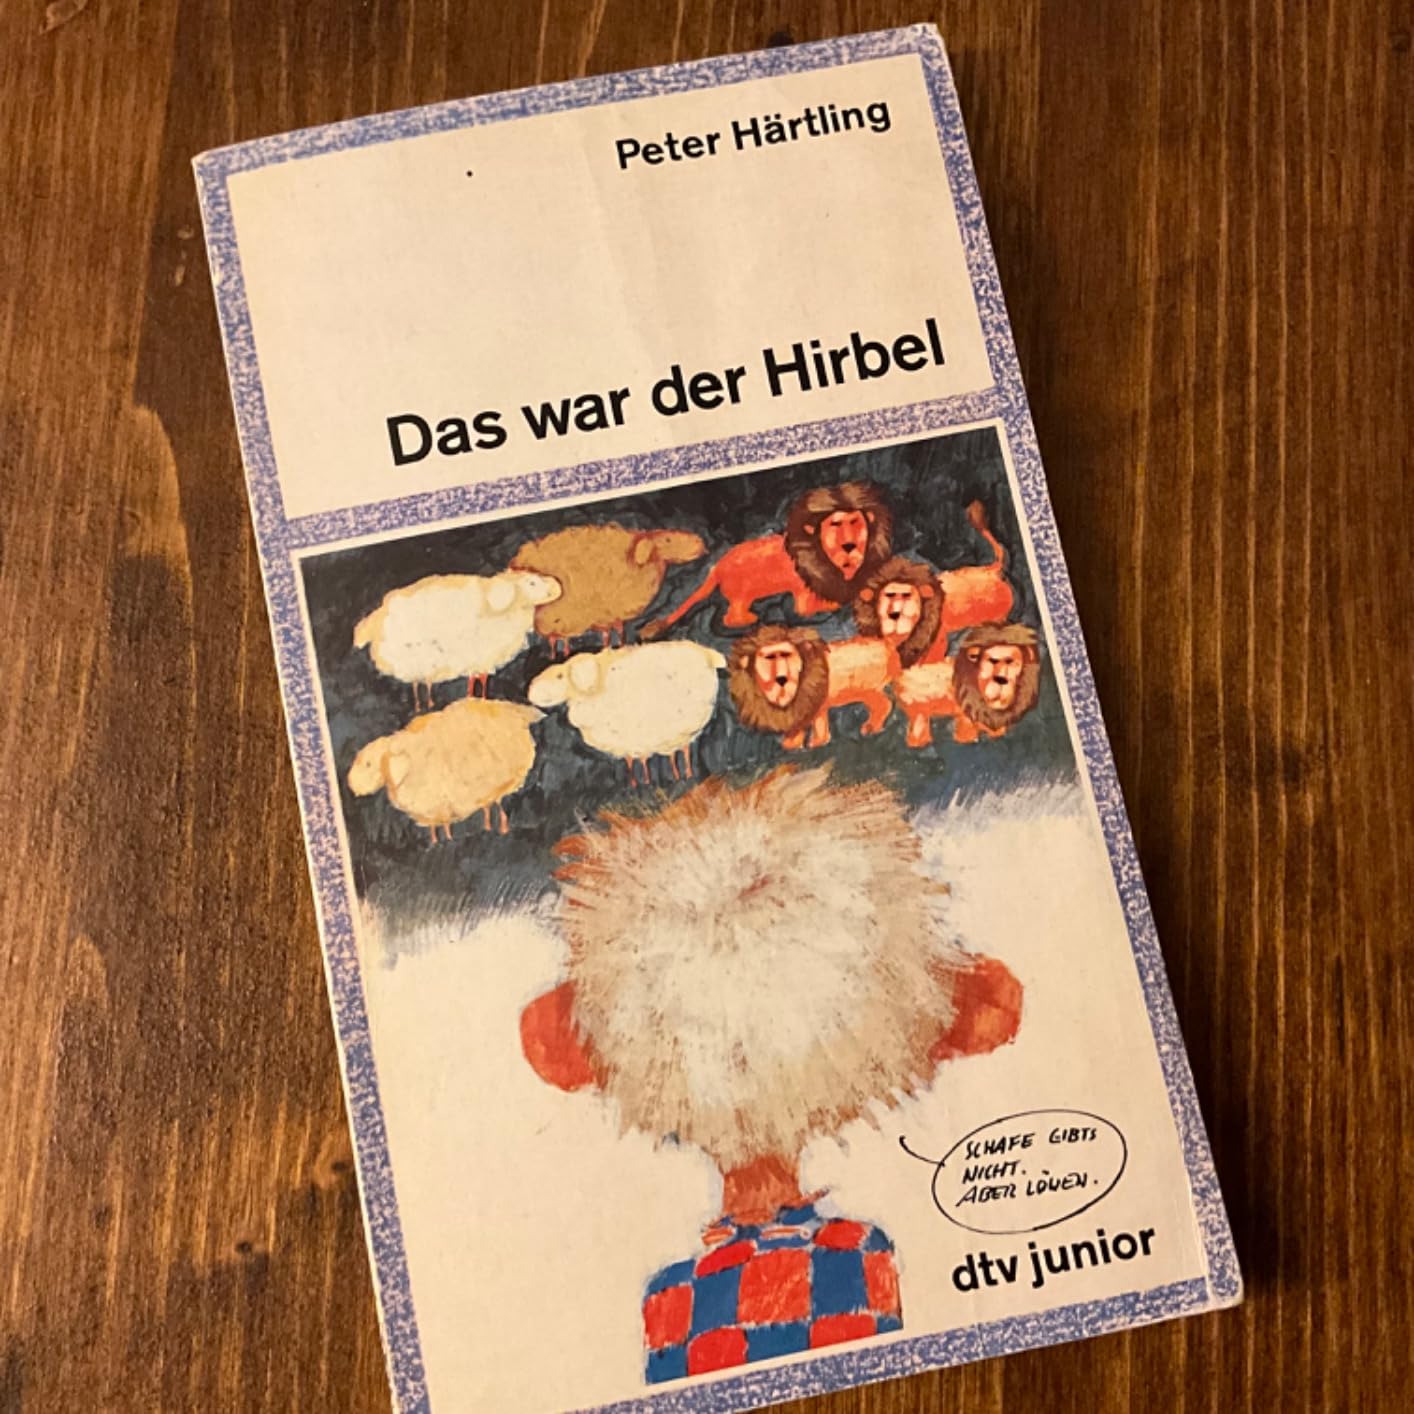 Peter Härtling
Das war der Hirbel
SCHAFE GIBTS
NICHT.
ABER LÖWEN.
dtv junior